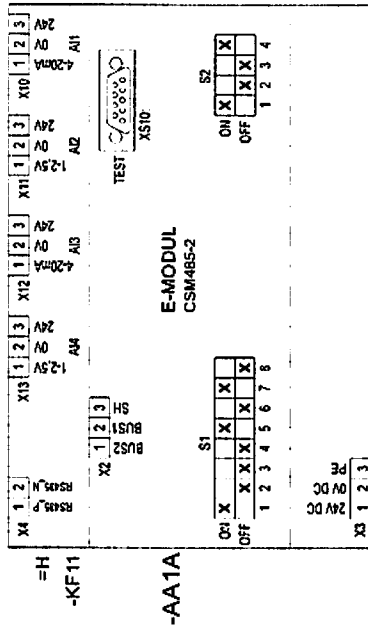 =H
-KF11
-AA1A
X4
1 2
RS485_P
RS485_N
X13
1 2 3
1-2,5V
0V
24V
AI4
X12
1 2 3
4-20mA
0V
24V
AI3
X11
1 2 3
1-2,5V
0V
24V
AI2
X10
1 2 3
4-20mA
0V
24V
AI1
X2
1 2 3
BUS2
BUS1
SH
TEST
XS10
E-MODUL
CSM485-2
S1
ON X X
OFF X X X X X
1 2 3 4 5 6 7 8
S2
ON X X
OFF X X
1 2 3 4
X3
1 2 3
24V DC
0V DC
PE